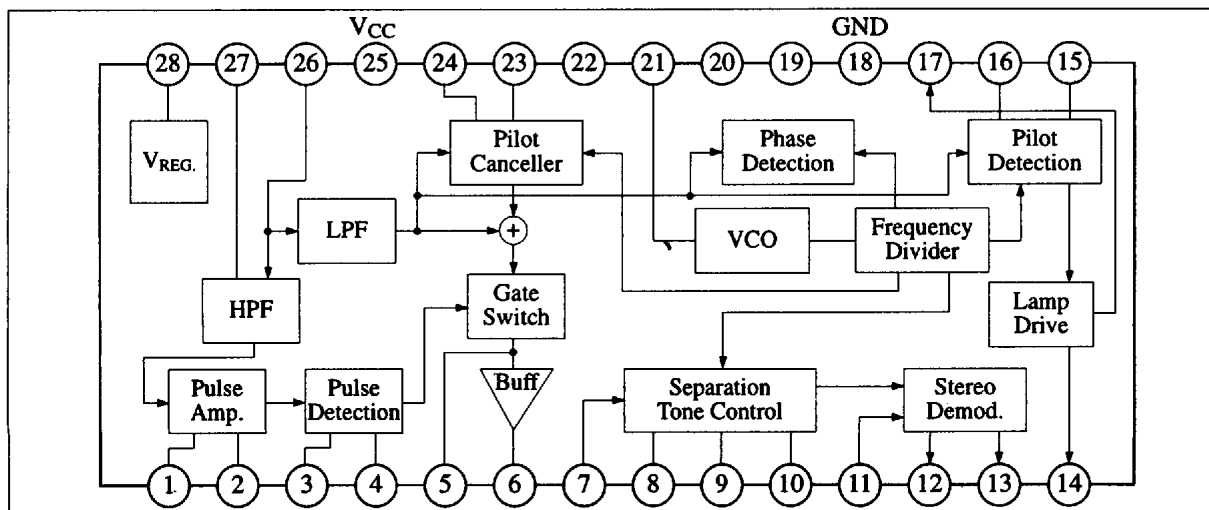 VCC GND
28 27 26 25 24 23 22 21 20 19 18 17 16 15
VREG.
Pilot
Canceller
Phase
Detection
Pilot
Detection
LPF
+
VCO
Frequency
Divider
HPF
Gate
Switch
Lamp
Drive
Pulse
Amp.
Pulse
Detection
Buff
Separation
Tone Control
Stereo
Demod.
1 2 3 4 5 6 7 8 9 10 11 12 13 14